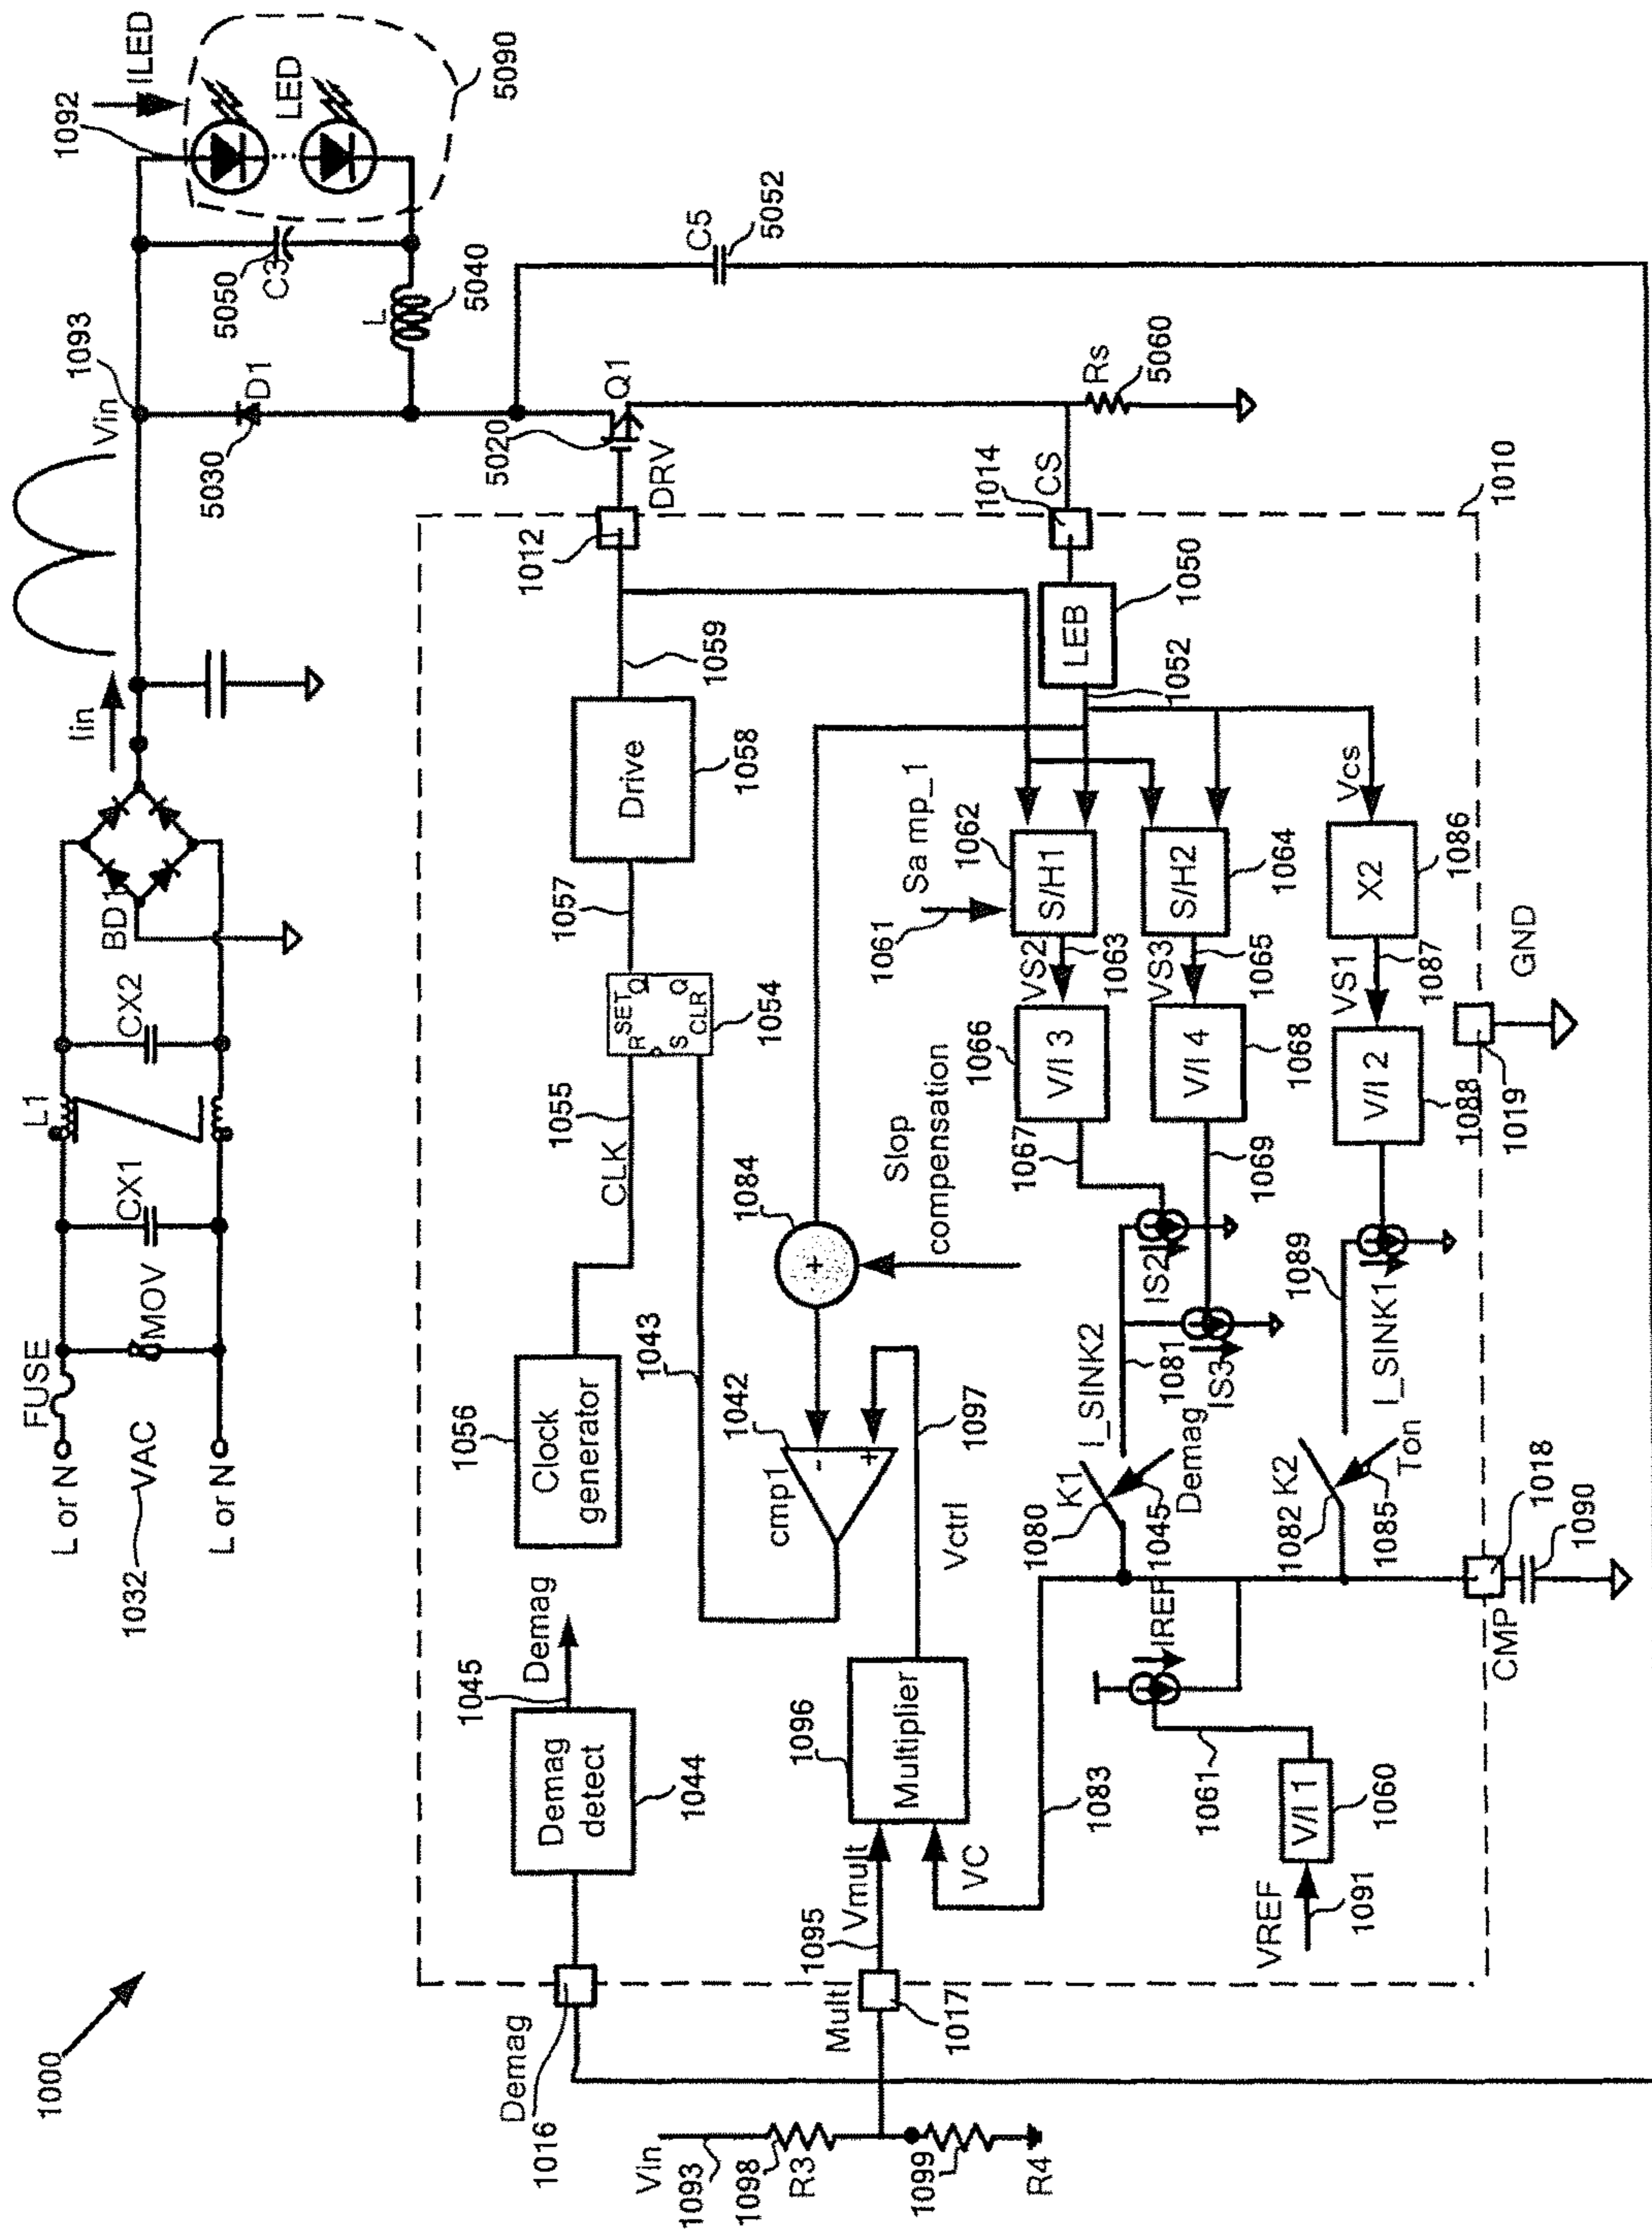 1000
L or N
FUSE
1032
VAC
L or N
MOV
CX1
L1
CX2
BD1
Iin
Vin
1093
5030
D1
5050
C3
L
5040
1092
ILED
LED
5090
C5
5052
5020
Q1
DRV
1012
1014
CS
Rs
5060
1010
Demag
1016
Demag
detect
1044
1045
Demag
1056
Clock
generator
CLK
1055
R
SET
Q
S
CLR
Q
1054
1057
Drive
1058
1059
LEB
1050
1052
Vin
1093
1098
R3
1099
R4
Mult
1017
1095
Vmult
VC
1096
Multiplier
Vctrl
1097
cmp1
1042
1043
1084
+
-
+
Slop
compensation
Sa mp_1
1061
1062
S/H1
VS2
1063
S/H2
1064
VS3
1065
Vcs
X2
1086
VS1
1087
1066
V/I 3
1067
V/I 4
1068
1069
V/I 2
1088
1089
IS2
IS3
I_SINK2
1081
I_SINK1
K1
1080
1045
Demag
K2
1082
1085
Ton
1083
IREF
1061
V/I 1
1060
VREF
1091
CMP
1018
1090
1019
GND